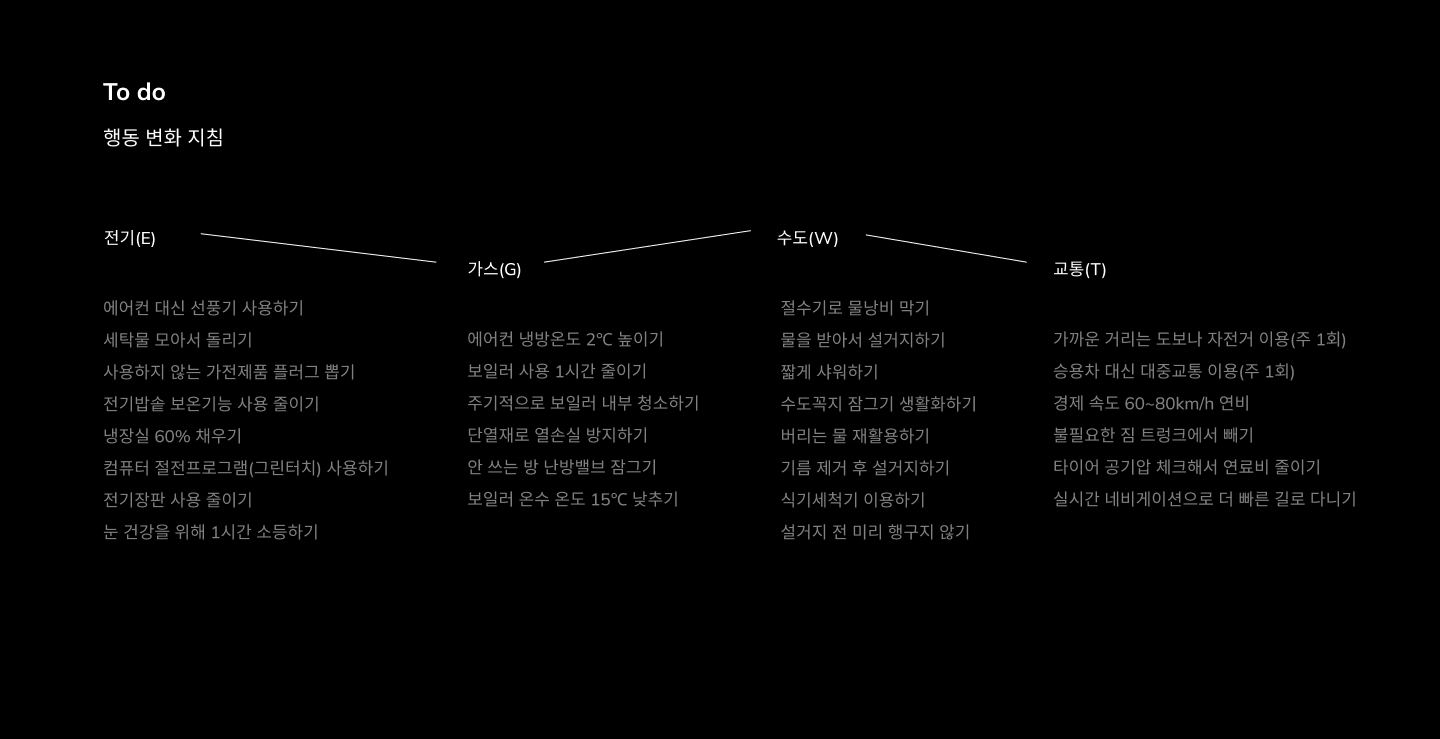 To do
행동 변화 지침
전기(E)
에어컨 대신 선풍기 사용하기
세탁물 모아서 돌리기
사용하지 않는 가전제품 플러그 뽑기
전기밥솥 보온기능 사용 줄이기
냉장실 60% 채우기
컴퓨터 절전프로그램(그린터치) 사용하기
전기장판 사용 줄이기
눈 건강을 위해 1시간 소등하기
가스(G)
에어컨 냉방온도 2℃ 높이기
보일러 사용 1시간 줄이기
주기적으로 보일러 내부 청소하기
단열재로 열손실 방지하기
안 쓰는 방 난방밸브 잠그기
보일러 온수 온도 15℃ 낮추기
수도(W)
절수기로 물낭비 막기
물을 받아서 설거지하기
짧게 샤워하기
수도꼭지 잠그기 생활화하기
버리는 물 재활용하기
기름 제거 후 설거지하기
식기세척기 이용하기
설거지 전 미리 행구지 않기
교통(T)
가까운 거리는 도보나 자전거 이용(주 1회)
승용차 대신 대중교통 이용(주 1회)
경제 속도 60~80km/h 연비
불필요한 짐 트렁크에서 빼기
타이어 공기압 체크해서 연료비 줄이기
실시간 네비게이션으로 더 빠른 길로 다니기